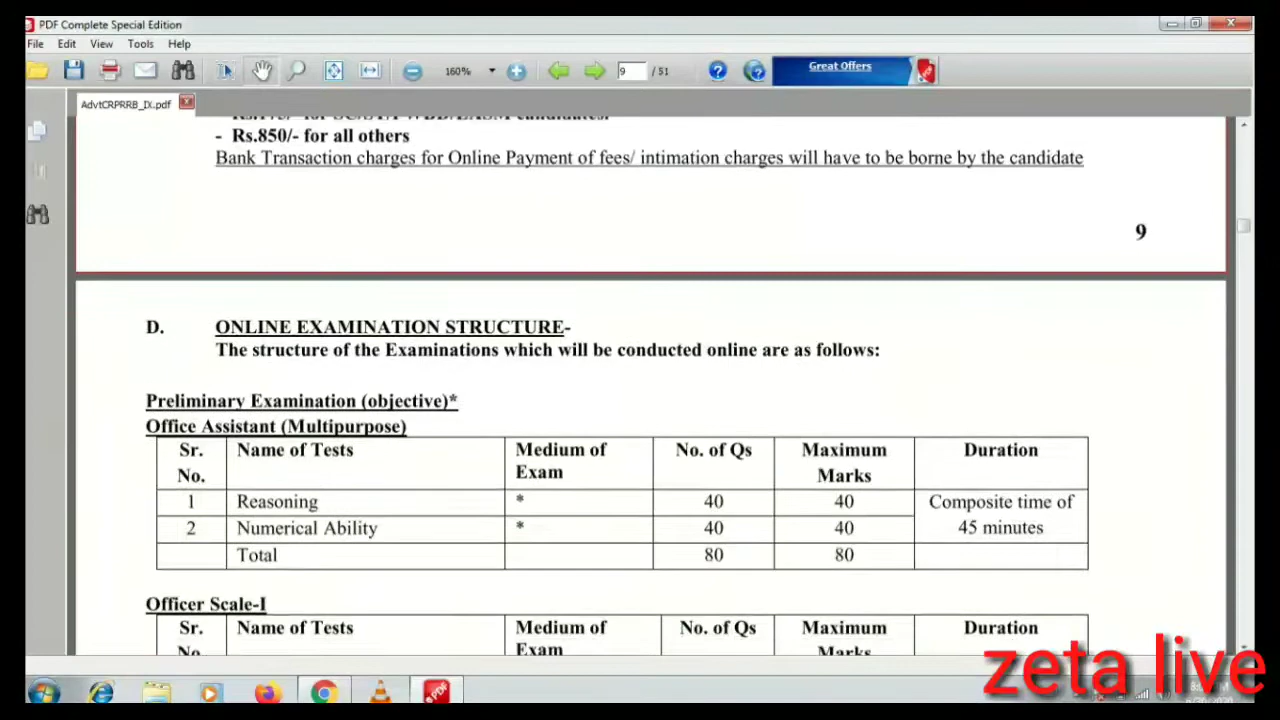 PDF Complete Special Edition
File Edit View Tools Help
160% 9 / 51 Great Offers
AdvtCRPRRB_IX.pdf
- Rs.850/- for all others
Bank Transaction charges for Online Payment of fees/ intimation charges will have to be borne by the candidate
9
D. ONLINE EXAMINATION STRUCTURE-
The structure of the Examinations which will be conducted online are as follows:
Preliminary Examination (objective)*
Office Assistant (Multipurpose)
Sr. No. Name of Tests Medium of Exam No. of Qs Maximum Marks Duration
1 Reasoning * 40 40 Composite time of 45 minutes
2 Numerical Ability * 40 40
Total 80 80
Officer Scale-I
Sr. No Name of Tests Medium of Exam No. of Qs Maximum Marks Duration
zeta live